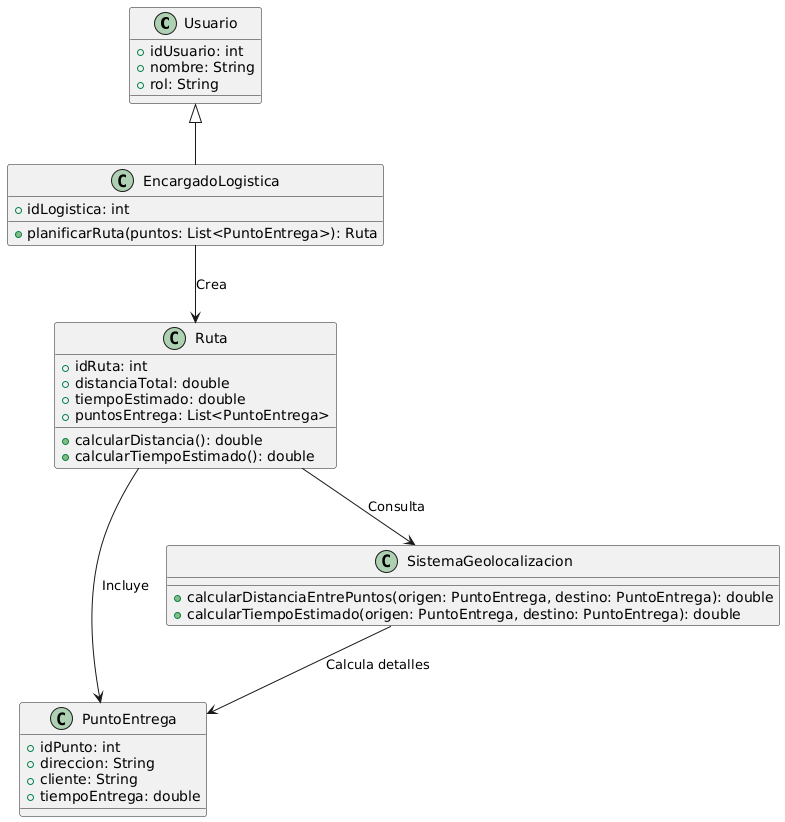 C Usuario
idUsuario: int
nombre: String
rol: String
C EncargadoLogistica
idLogistica: int
planificarRuta(puntos: List<PuntoEntrega>): Ruta
Crea
C Ruta
idRuta: int
distanciaTotal: double
tiempoEstimado: double
puntosEntrega: List<PuntoEntrega>
calcularDistancia(): double
calcularTiempoEstimado(): double
Consulta
C SistemaGeolocalizacion
calcularDistanciaEntrePuntos(origen: PuntoEntrega, destino: PuntoEntrega): double
calcularTiempoEstimado(origen: PuntoEntrega, destino: PuntoEntrega): double
Incluye
Calcula detalles
C PuntoEntrega
idPunto: int
direccion: String
cliente: String
tiempoEntrega: double